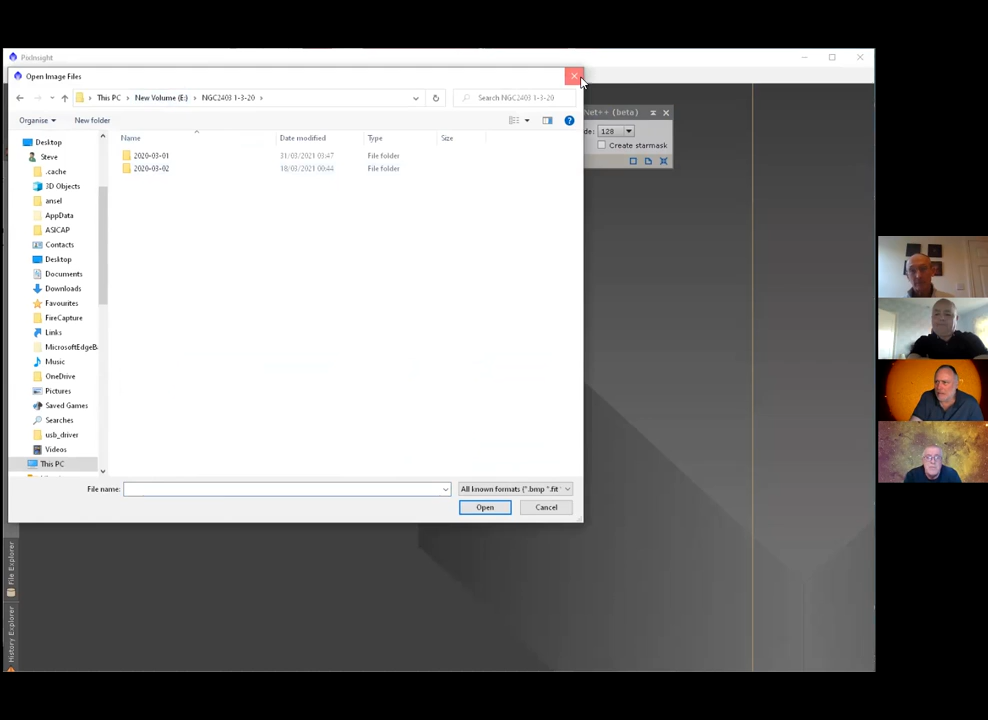 PixInsight
Open Image Files
This PC > New Volume (E:) > NGC2403 1-3-20 >
Search NGC2403 1-3-20
Organise
New folder
Name
Date modified
Type
Size
2020-03-01
31/03/2021 03:47
File folder
2020-03-02
18/03/2021 00:44
File folder
Desktop
Steve
.cache
3D Objects
ansel
AppData
ASICAP
Contacts
Desktop
Documents
Downloads
Favourites
FireCapture
Links
MicrosoftEdgeBa
Music
OneDrive
Pictures
Saved Games
Searches
usb_driver
Videos
This PC
File name:
All known formats (*.bmp *.fit
Open
Cancel
Net++ (beta)
de: 128
Create starmask
File Explorer
History Explorer